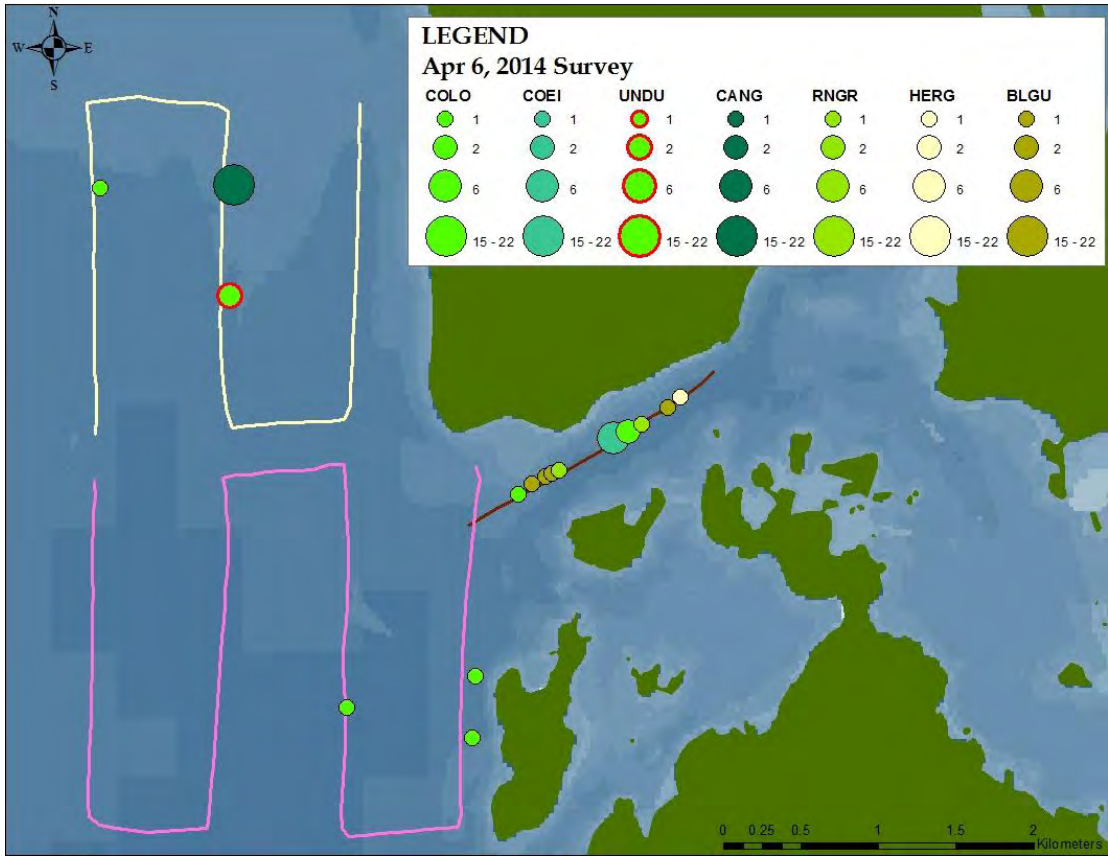 N
W E
S
LEGEND
Apr 6, 2014 Survey
COLO COEI UNDU CANG RNGR HERG BLGU
1 1 1 1 1 1 1
2 2 2 2 2 2 2
6 6 6 6 6 6 6
15 - 22 15 - 22 15 - 22 15 - 22 15 - 22 15 - 22 15 - 22
0 0.25 0.5 1 1.5 2
Kilometers